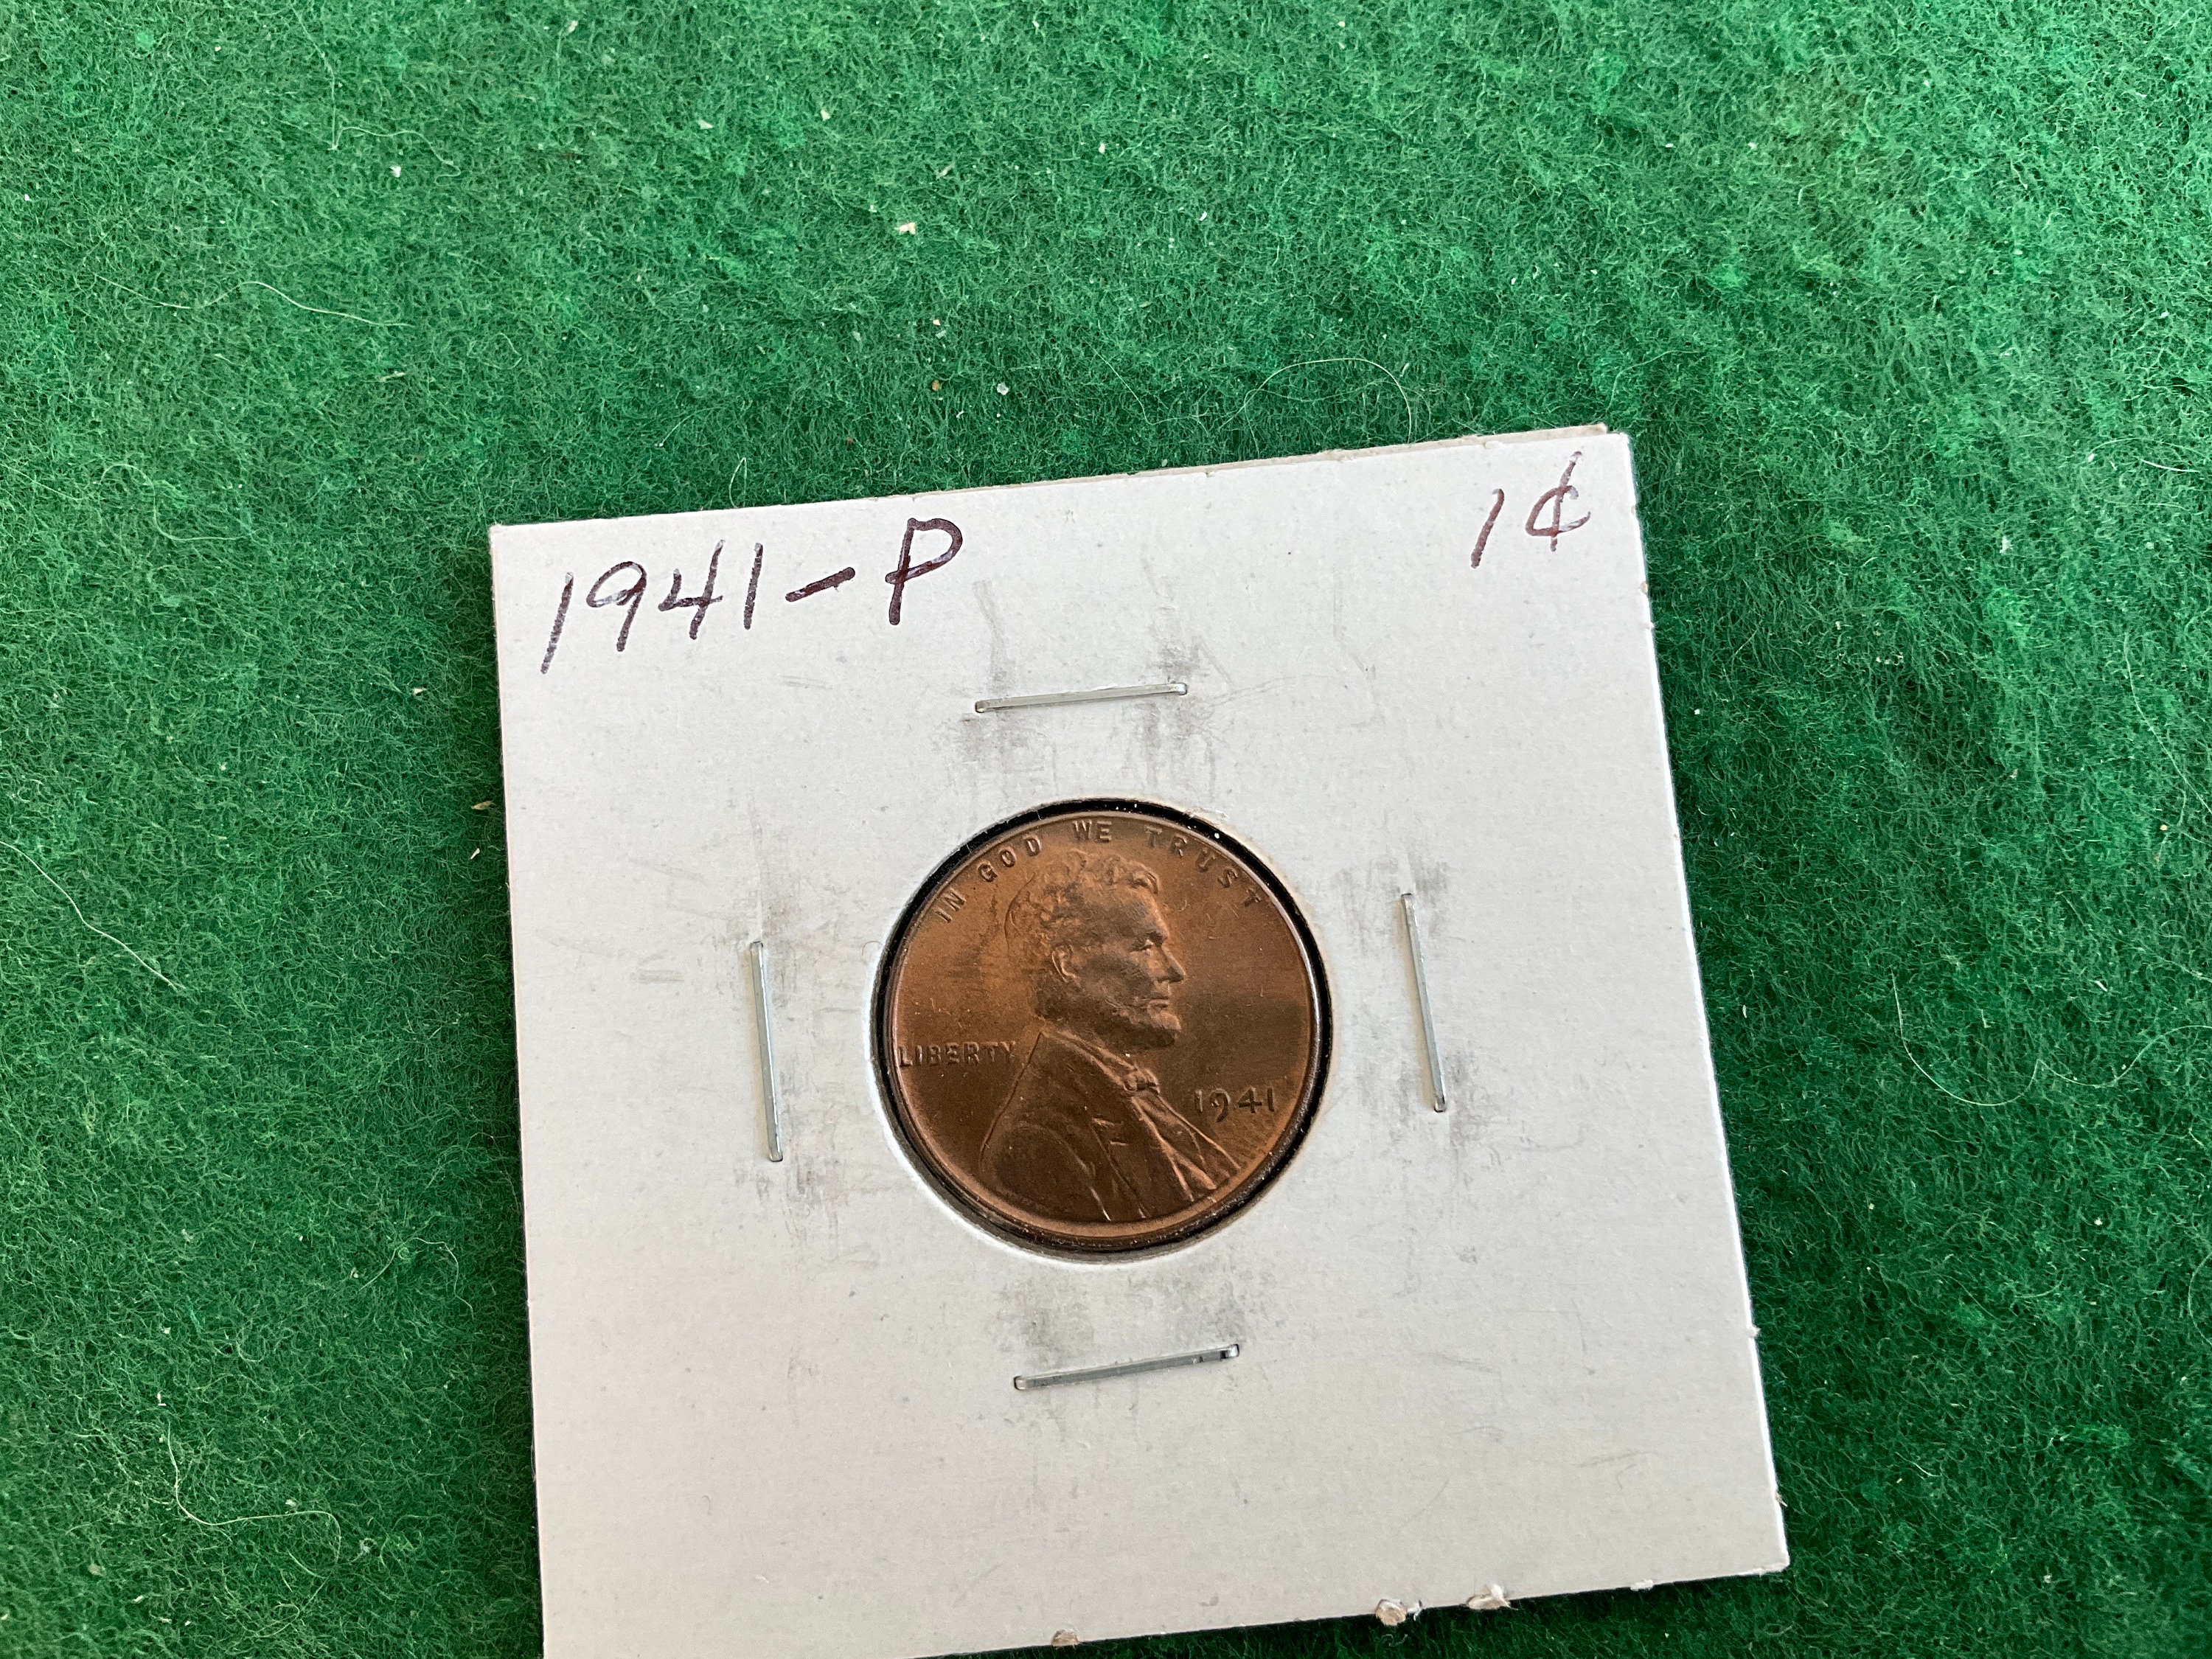 1941-P 1¢
IN GOD WE TRUST
LIBERTY
1941